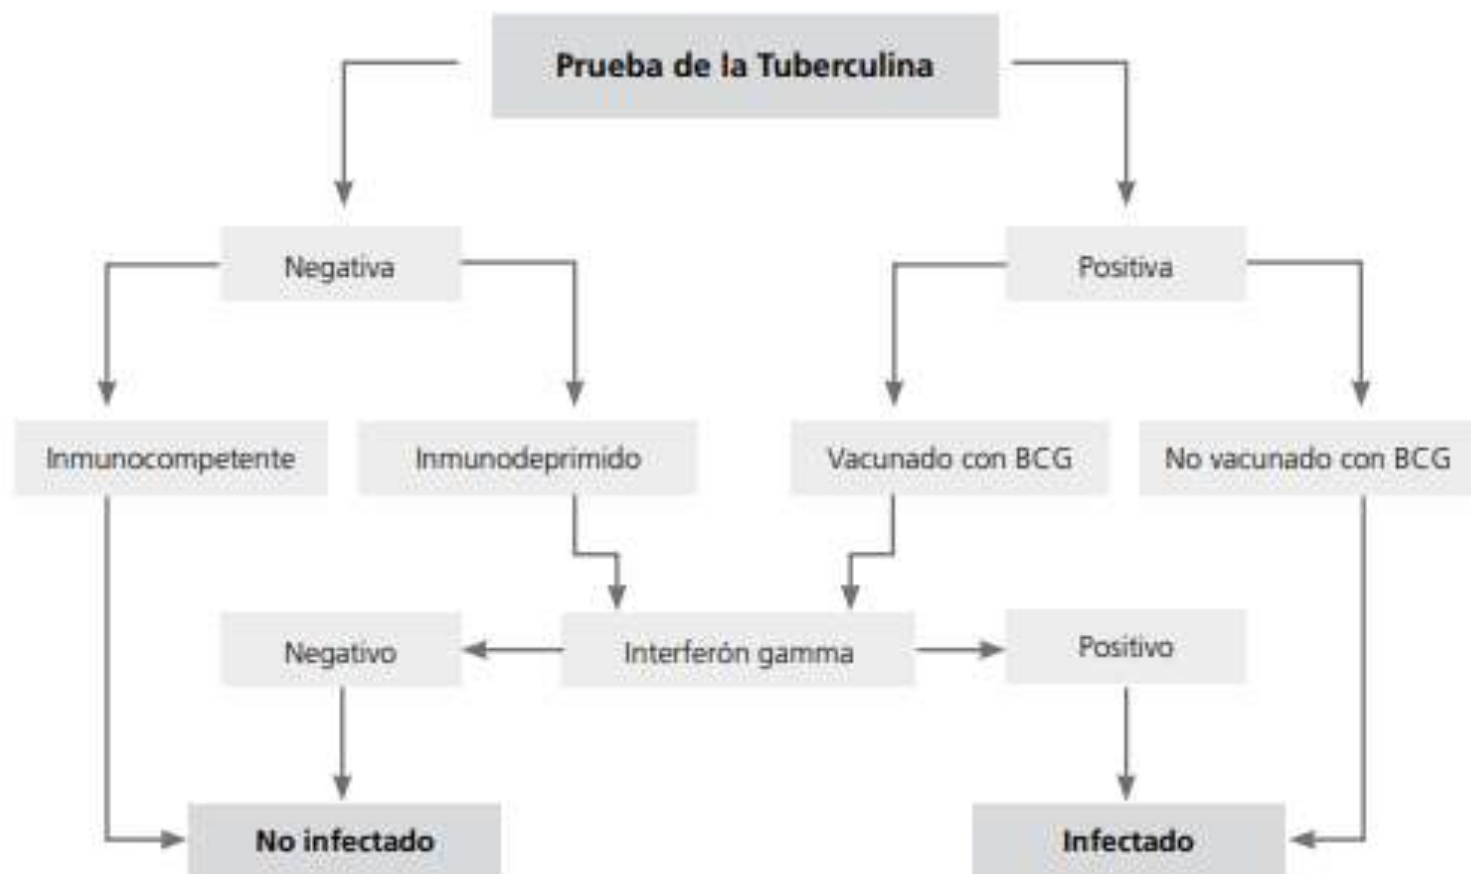 Prueba de la Tuberculina
Negativa
Positiva
Inmunocompetente
Inmunodeprimido
Vacunado con BCG
No vacunado con BCG
Negativo
Interferón gamma
Positivo
No infectado
Infectado